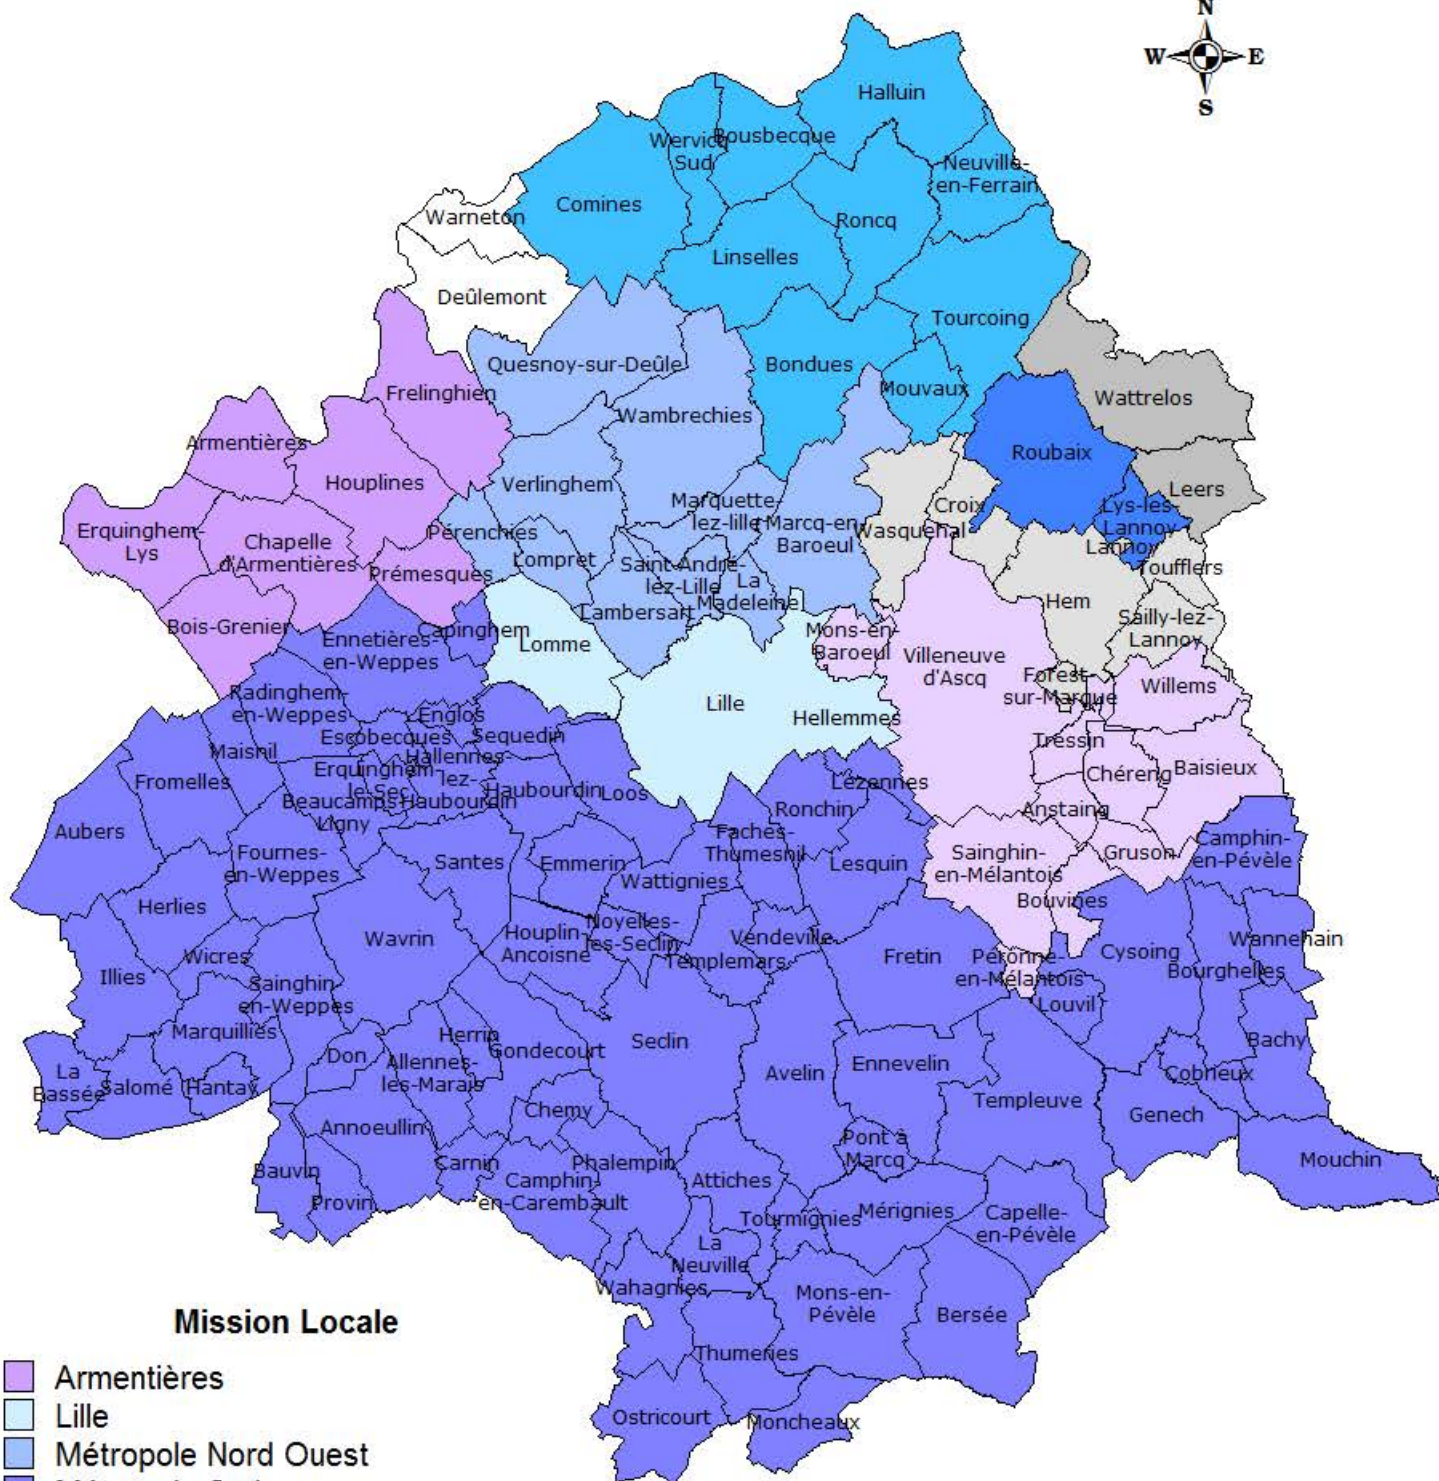 N
W
E
S
Halluin
Bousbecque
Wervicq
Sud
Neuville-
en-Ferrain
Comines
Roncq
Warneton
Linselles
Deûlemont
Tourcoing
Quesnoy-sur-Deûle
Bondues
Mouvaux
Frelinghien
Wattrelos
Wambrechies
Armentières
Roubaix
Houplines
Verlinghem
Leers
Marquette-
lez-lille
Croix
Lys-les-
Lannoy
Erquinghem-
Lys
Chapelle
d'Armentières
Pérenchies
Marcq-en-
Baroeul
Wasquehal
Lannoy
Lompret
Saint-André-
lez-Lille
Toufflers
Prémesques
La
Madeleine
Hem
Lambersart
Sailly-lez-
Lannoy
Bois-Grenier
Ennetières-
en-Weppes
Capinghem
Lomme
Mons-en-
Baroeul
Villeneuve
d'Ascq
Forest-
sur-Marque
Willems
Radinghem-
en-Weppes
Lille
Hellemmes
Englos
Escobecques
Sequedin
Tressin
Maisnil
Hallennes-
lez-
Haubourdin
Erquinghem-
le-Sec
Chéreng
Baisieux
Fromelles
Haubourdin
Loos
Lezennes
Beaucamps-
Ligny
Ronchin
Anstaing
Aubers
Faches-
Thumesnil
Camphin-
en-Pévèle
Fournes-
en-Weppes
Santes
Emmerin
Lesquin
Sainghin-
en-Mélantois
Gruson
Wattignies
Bouvines
Herlies
Noyelles-
les-Seclin
Houplin-
Ancoisne
Wavrin
Vendeville
Wannehain
Wicres
Fretin
Péronne-
en-Mélantois
Cysoing
Templemars
Bourghelles
Illies
Sainghin-
en-Weppes
Louvil
Marquillies
Herrin
Gondecourt
Seclin
Bachy
Don
Allennes-
les-Marais
Ennevelin
Avelin
Cobrieux
La
Bassée
Salomé
Hantay
Templeuve
Chemy
Genech
Annoeullin
Pont à
Marcq
Bauvin
Carnin
Phalempin
Mouchin
Camphin-
en-Carembault
Attiches
Provin
Tourmignies
Mérignies
Capelle-
en-Pévèle
La
Neuville
Wahagnies
Mons-en-
Pévèle
Bersée
Thumeries
Ostricourt
Moncheaux
Mission Locale
Armentières
Lille
Métropole Nord Ouest